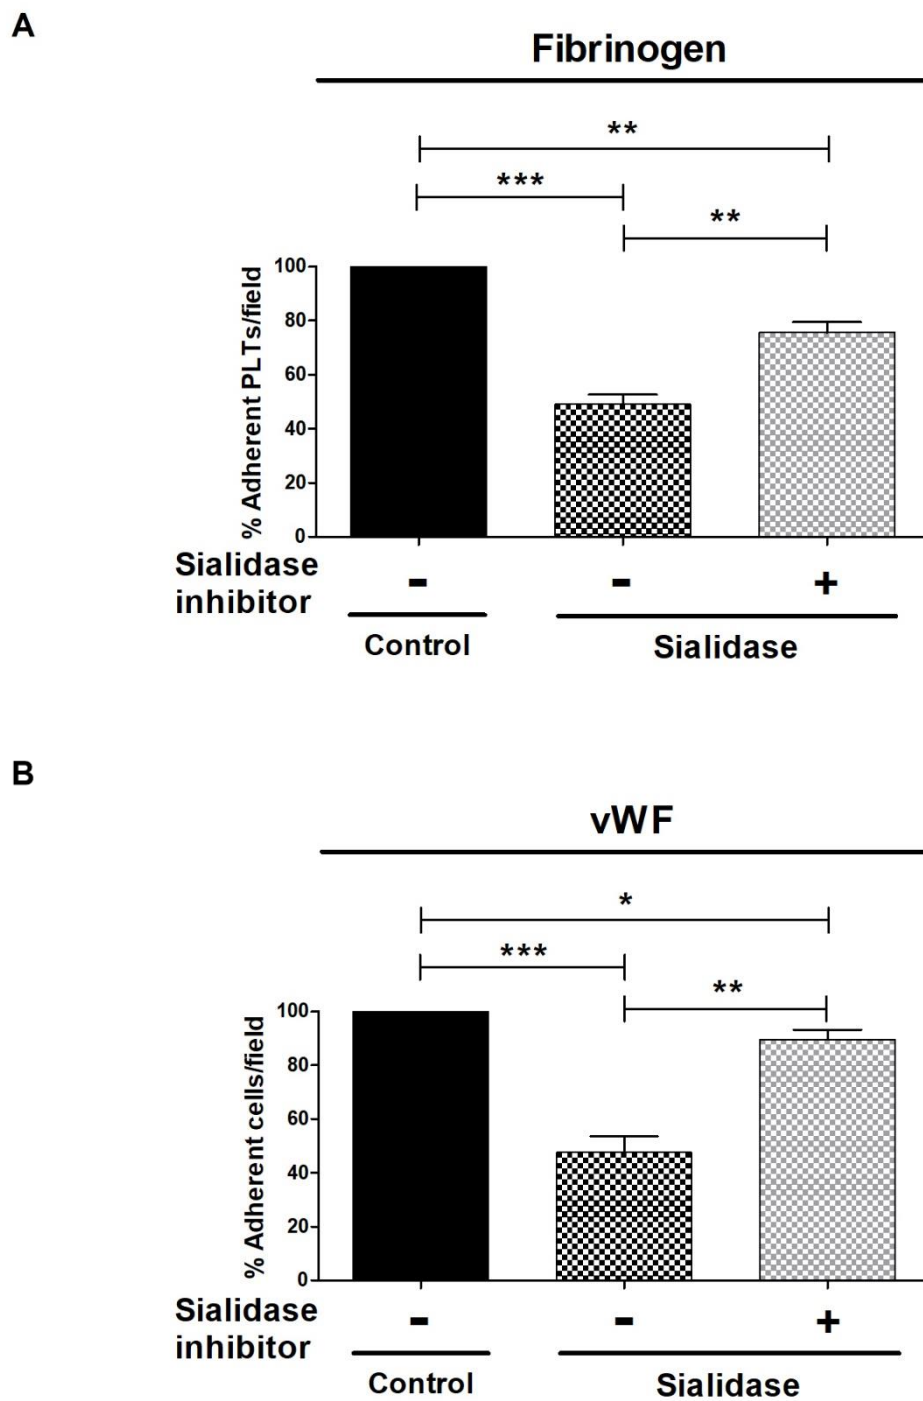 A
Fibrinogen
**
***
**
% Adherent PLTs/field
100
80
60
40
20
0
Sialidase
inhibitor
- - +
Control Sialidase
B
vWF
*
***
**
% Adherent cells/field
100
80
60
40
20
0
Sialidase
inhibitor
- - +
Control Sialidase